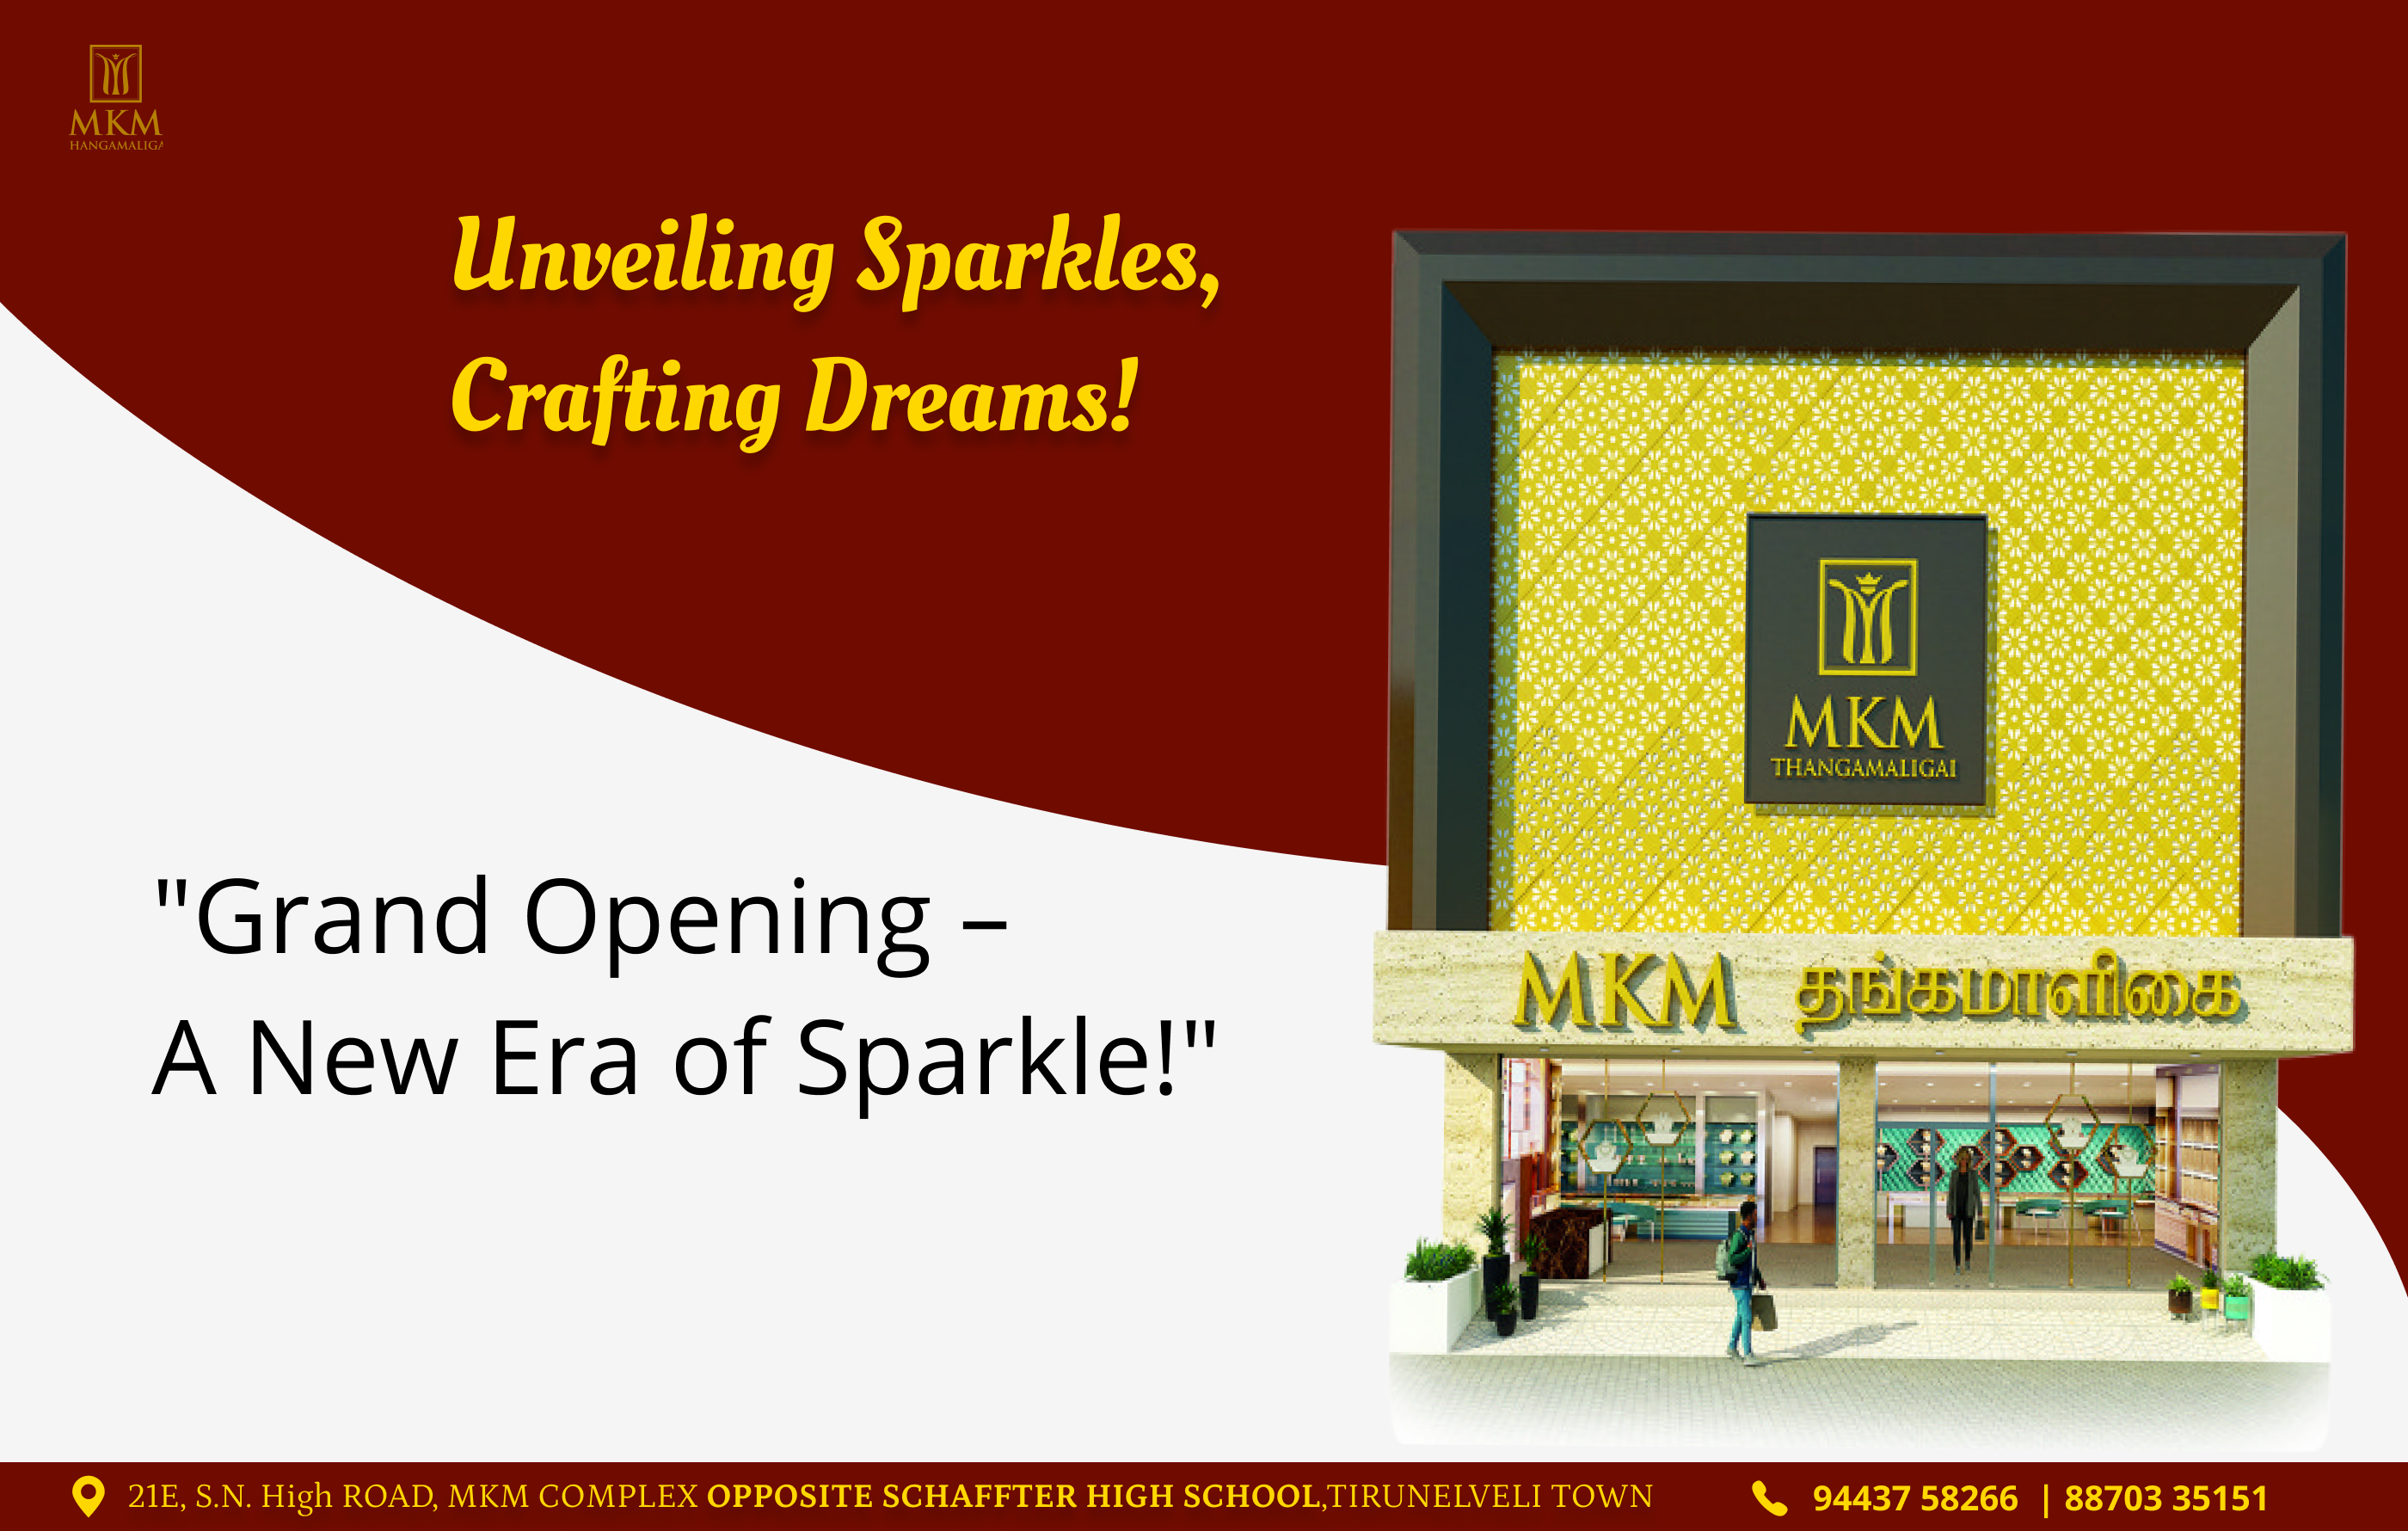 MKM
HANGAMALIGA
Unveiling Sparkles,
Crafting Dreams!
MKM
THANGAMALIGAI
MKM தங்கமாளிகை
"Grand Opening –
A New Era of Sparkle!"
21E, S.N. High ROAD, MKM COMPLEX OPPOSITE SCHAFFTER HIGH SCHOOL,TIRUNELVELI TOWN
94437 58266 | 88703 35151